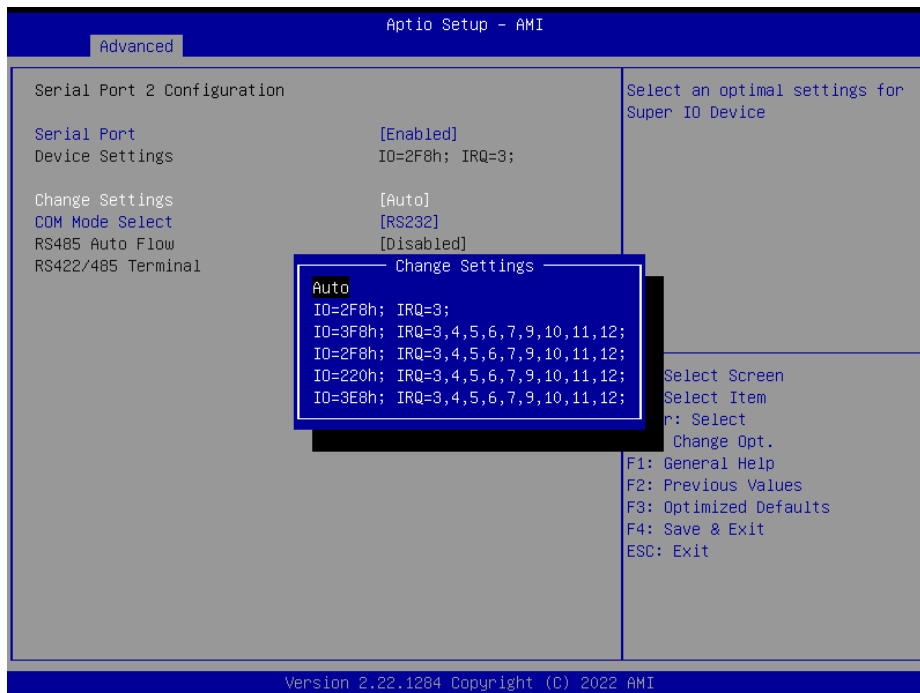 Aptio Setup – AMI
Advanced
Serial Port 2 Configuration
Serial Port [Enabled]
Device Settings IO=2F8h; IRQ=3;
Change Settings [Auto]
COM Mode Select [RS232]
RS485 Auto Flow [Disabled]
RS422/485 Terminal
Change Settings
Auto
IO=2F8h; IRQ=3;
IO=3F8h; IRQ=3,4,5,6,7,9,10,11,12;
IO=2F8h; IRQ=3,4,5,6,7,9,10,11,12;
IO=220h; IRQ=3,4,5,6,7,9,10,11,12;
IO=3E8h; IRQ=3,4,5,6,7,9,10,11,12;
Select an optimal settings for
Super IO Device
Select Screen
Select Item
r: Select
Change Opt.
F1: General Help
F2: Previous Values
F3: Optimized Defaults
F4: Save & Exit
ESC: Exit
Version 2.22.1284 Copyright (C) 2022 AMI